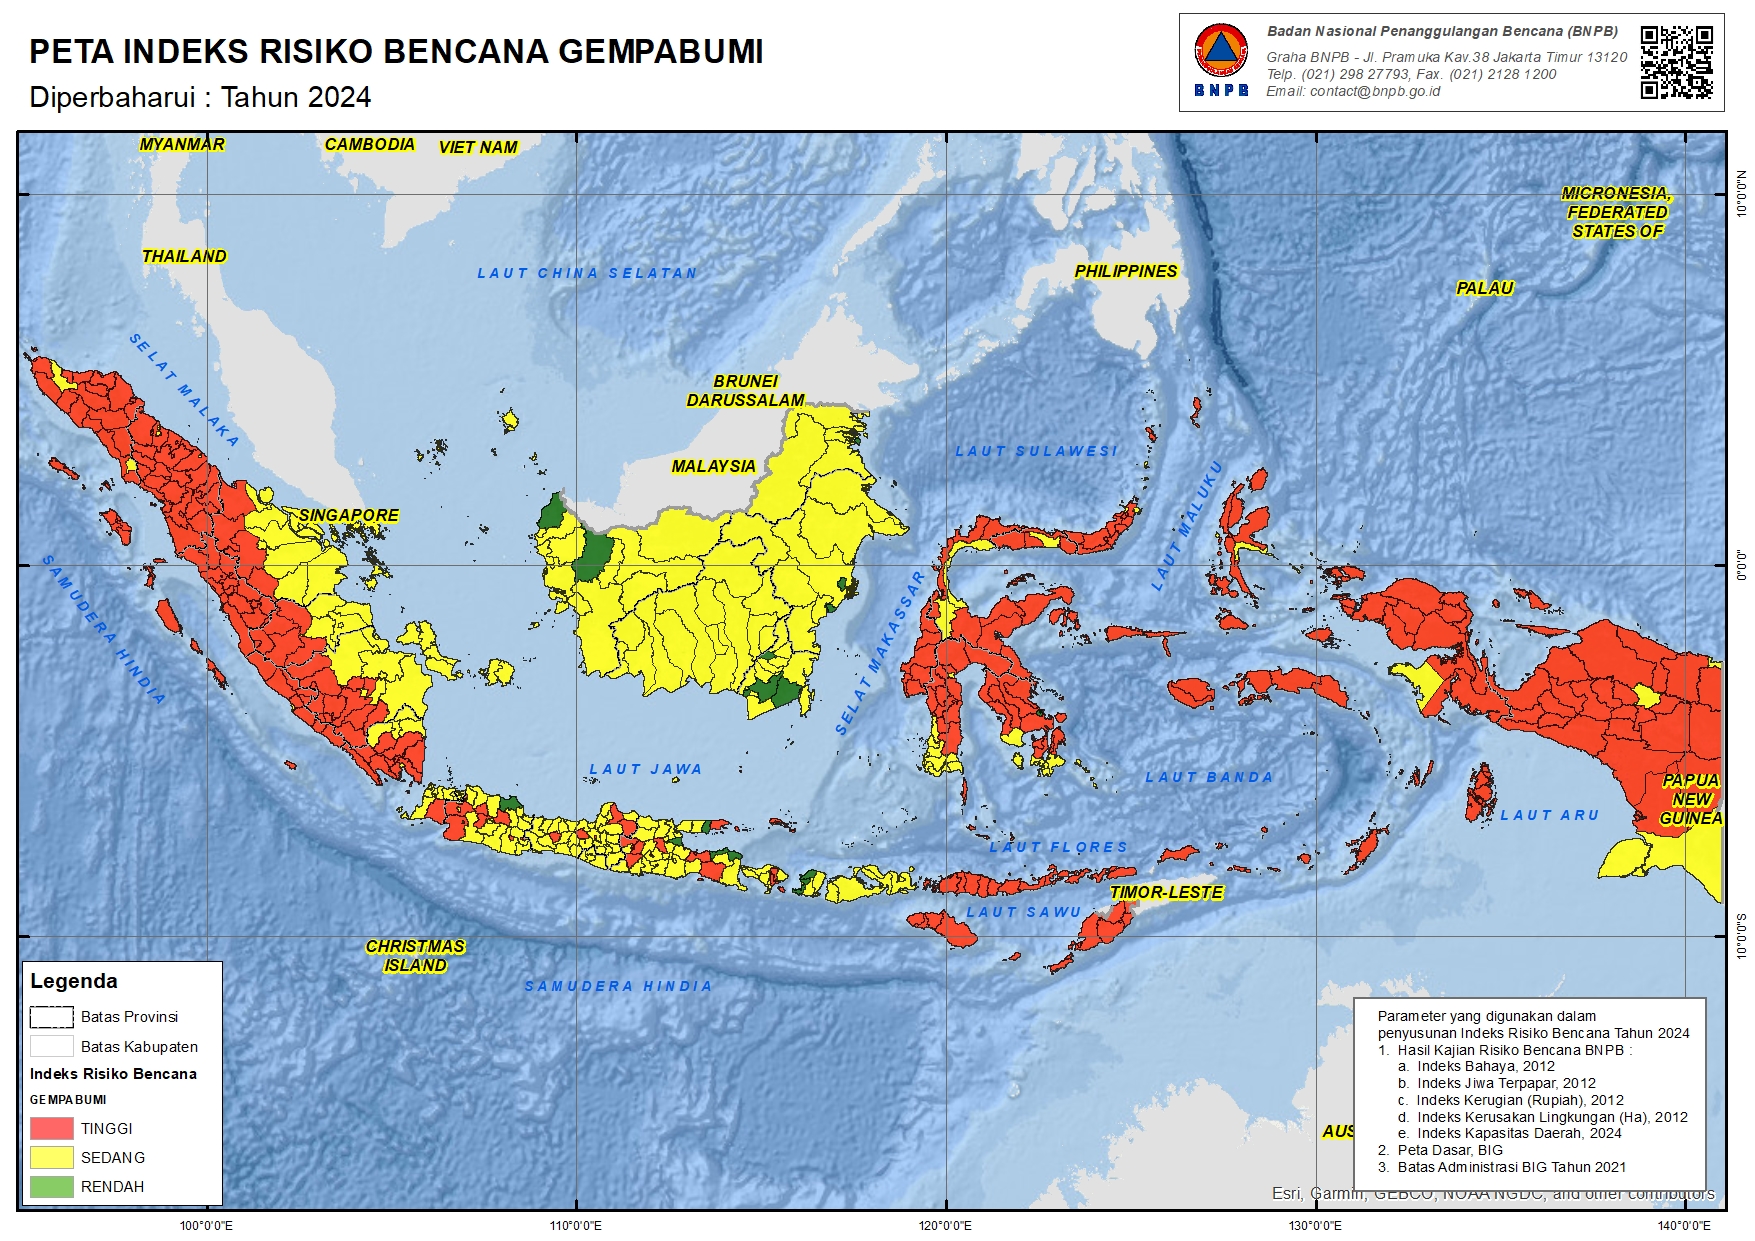 PETA INDEKS RISIKO BENCANA GEMPABUMI
Diperbaharui : Tahun 2024
Badan Nasional Penanggulangan Bencana (BNPB)
Graha BNPB - Jl. Pramuka Kav.38 Jakarta Timur 13120
Telp. (021) 298 27793, Fax. (021) 2128 1200
Email: contact@bnpb.go.id
BNPB
MYANMAR
CAMBODIA
VIET NAM
10°0'0"N
MICRONESIA,
FEDERATED
STATES OF
THAILAND
LAUT CHINA SELATAN
PHILIPPINES
PALAU
SELAT MALAKA
BRUNEI
DARUSSALAM
LAUT SULAWESI
MALAYSIA
LAUT MALUKU
SINGAPORE
0°0'0"
SAMUDERA HINDIA
SELAT MAKASSAR
LAUT JAWA
LAUT BANDA
PAPUA
NEW
GUINEA
LAUT ARU
LAUT FLORES
TIMOR-LESTE
LAUT SAWU
10°0'0"S
CHRISTMAS
ISLAND
SAMUDERA HINDIA
Legenda
Batas Provinsi
Batas Kabupaten
Indeks Risiko Bencana
GEMPABUMI
TINGGI
SEDANG
RENDAH
Parameter yang digunakan dalam
penyusunan Indeks Risiko Bencana Tahun 2024
1. Hasil Kajian Risiko Bencana BNPB :
a. Indeks Bahaya, 2012
b. Indeks Jiwa Terpapar, 2012
c. Indeks Kerugian (Rupiah), 2012
d. Indeks Kerusakan Lingkungan (Ha), 2012
e. Indeks Kapasitas Daerah, 2024
2. Peta Dasar, BIG
3. Batas Administrasi BIG Tahun 2021
AUS
Esri, Garmin, GEBCO, NOAA NGDC, and other contributors
100°0'0"E
110°0'0"E
120°0'0"E
130°0'0"E
140°0'0"E